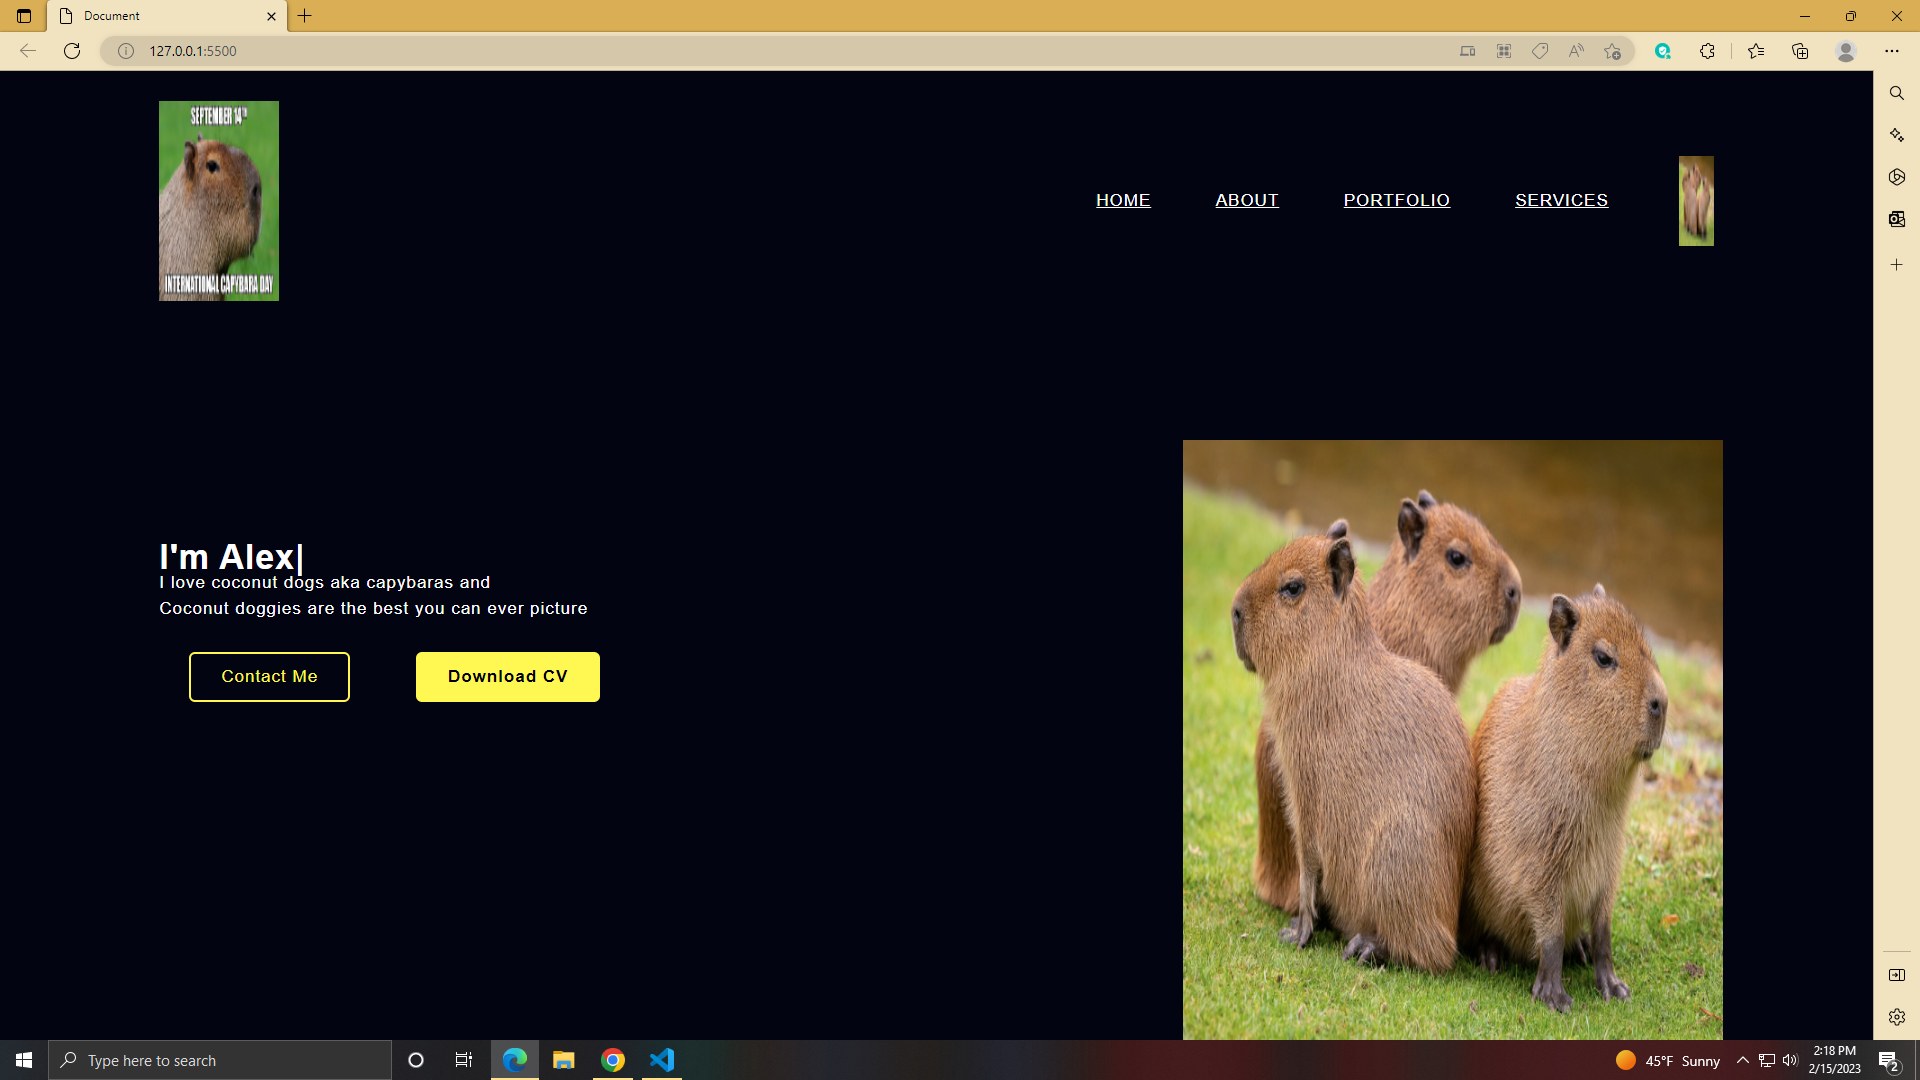 Document
127.0.0.1:5500
SEPTEMBER 14TH
INTERNATIONAL CAPYBARA DAY
HOME ABOUT PORTFOLIO SERVICES
I'm Alex|
I love coconut dogs aka capybaras and
Coconut doggies are the best you can ever picture
Contact Me Download CV
Type here to search
45°F Sunny
2:18 PM
2/15/2023
2